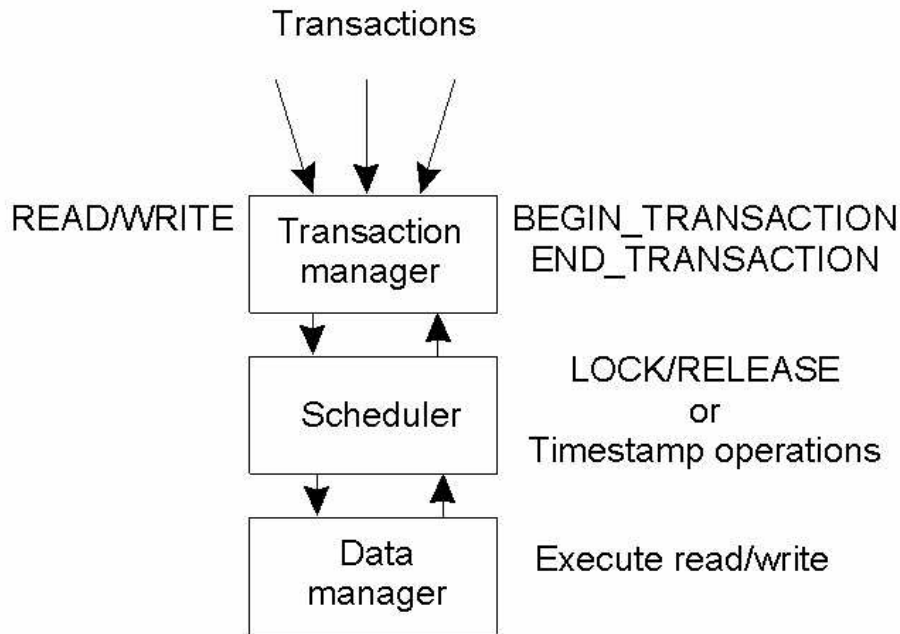 Transactions
READ/WRITE
Transaction
manager
BEGIN_TRANSACTION
END_TRANSACTION
Scheduler
LOCK/RELEASE
or
Timestamp operations
Data
manager
Execute read/write